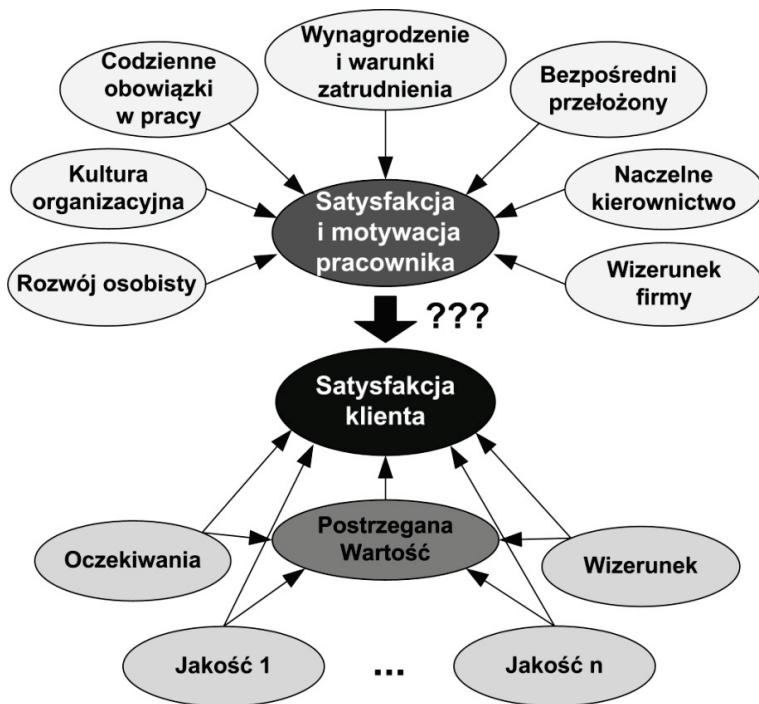 Wynagrodzenie
i warunki
zatrudnienia
Codzienne
obowiązki
w pracy
Bezpośredni
przełożony
Kultura
organizacyjna
Satysfakcja
i motywacja
pracownika
Naczelne
kierownictwo
Rozwój osobisty
Wizerunek
firmy
???
Satysfakcja
klienta
Postrzegana
Wartość
Oczekiwania
Wizerunek
Jakość 1
...
Jakość n